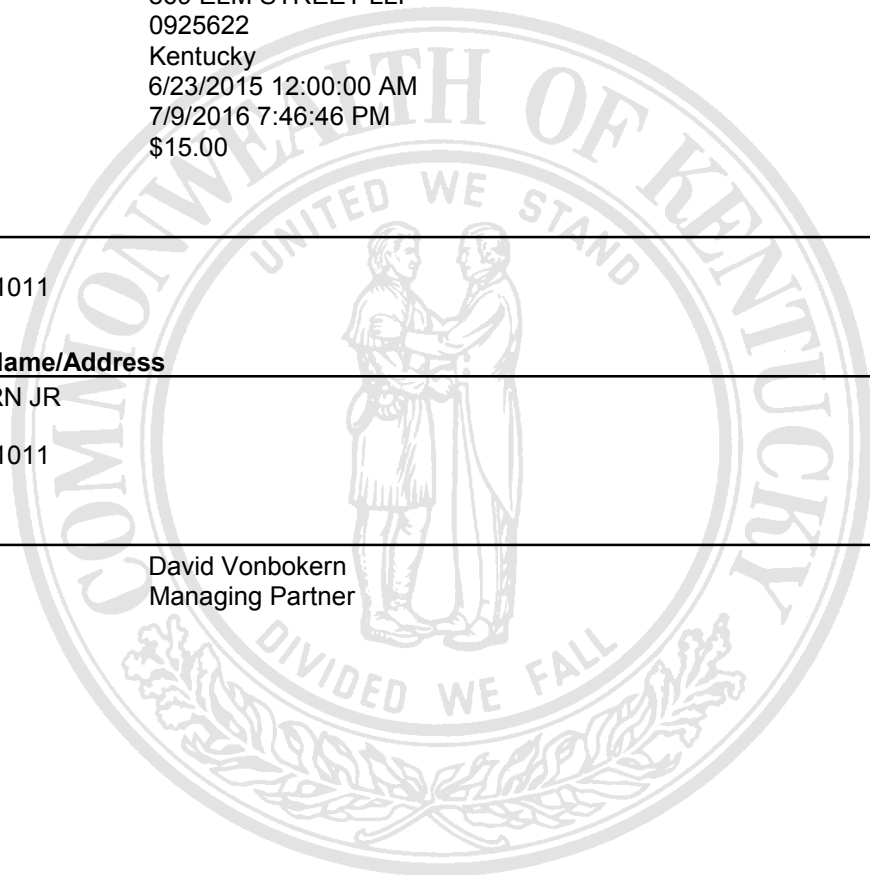 0925622
Kentucky
6/23/2015 12:00:00 AM
7/9/2016 7:46:46 PM
$15.00
1011
Name/Address
RN JR
1011
David Vonbokern
Managing Partner
COMMONWEALTH OF KENTUCKY
UNITED WE STAND
DIVIDED WE FALL